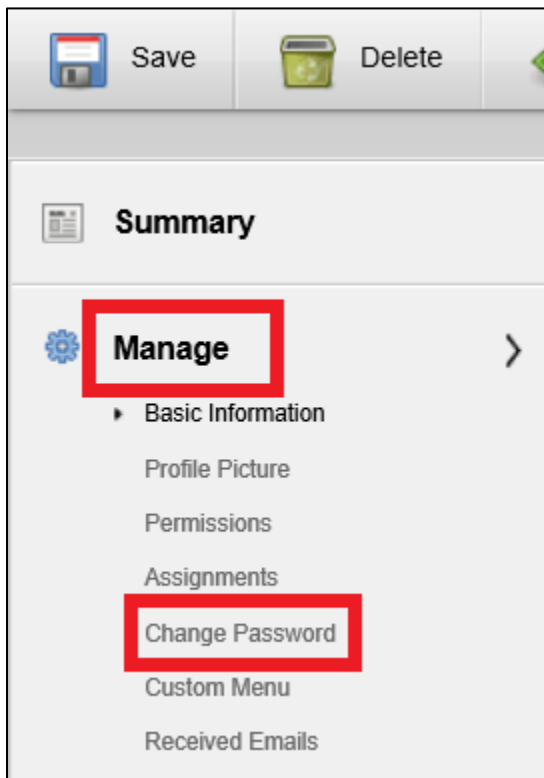 Save Delete
Summary
Manage
Basic Information
Profile Picture
Permissions
Assignments
Change Password
Custom Menu
Received Emails